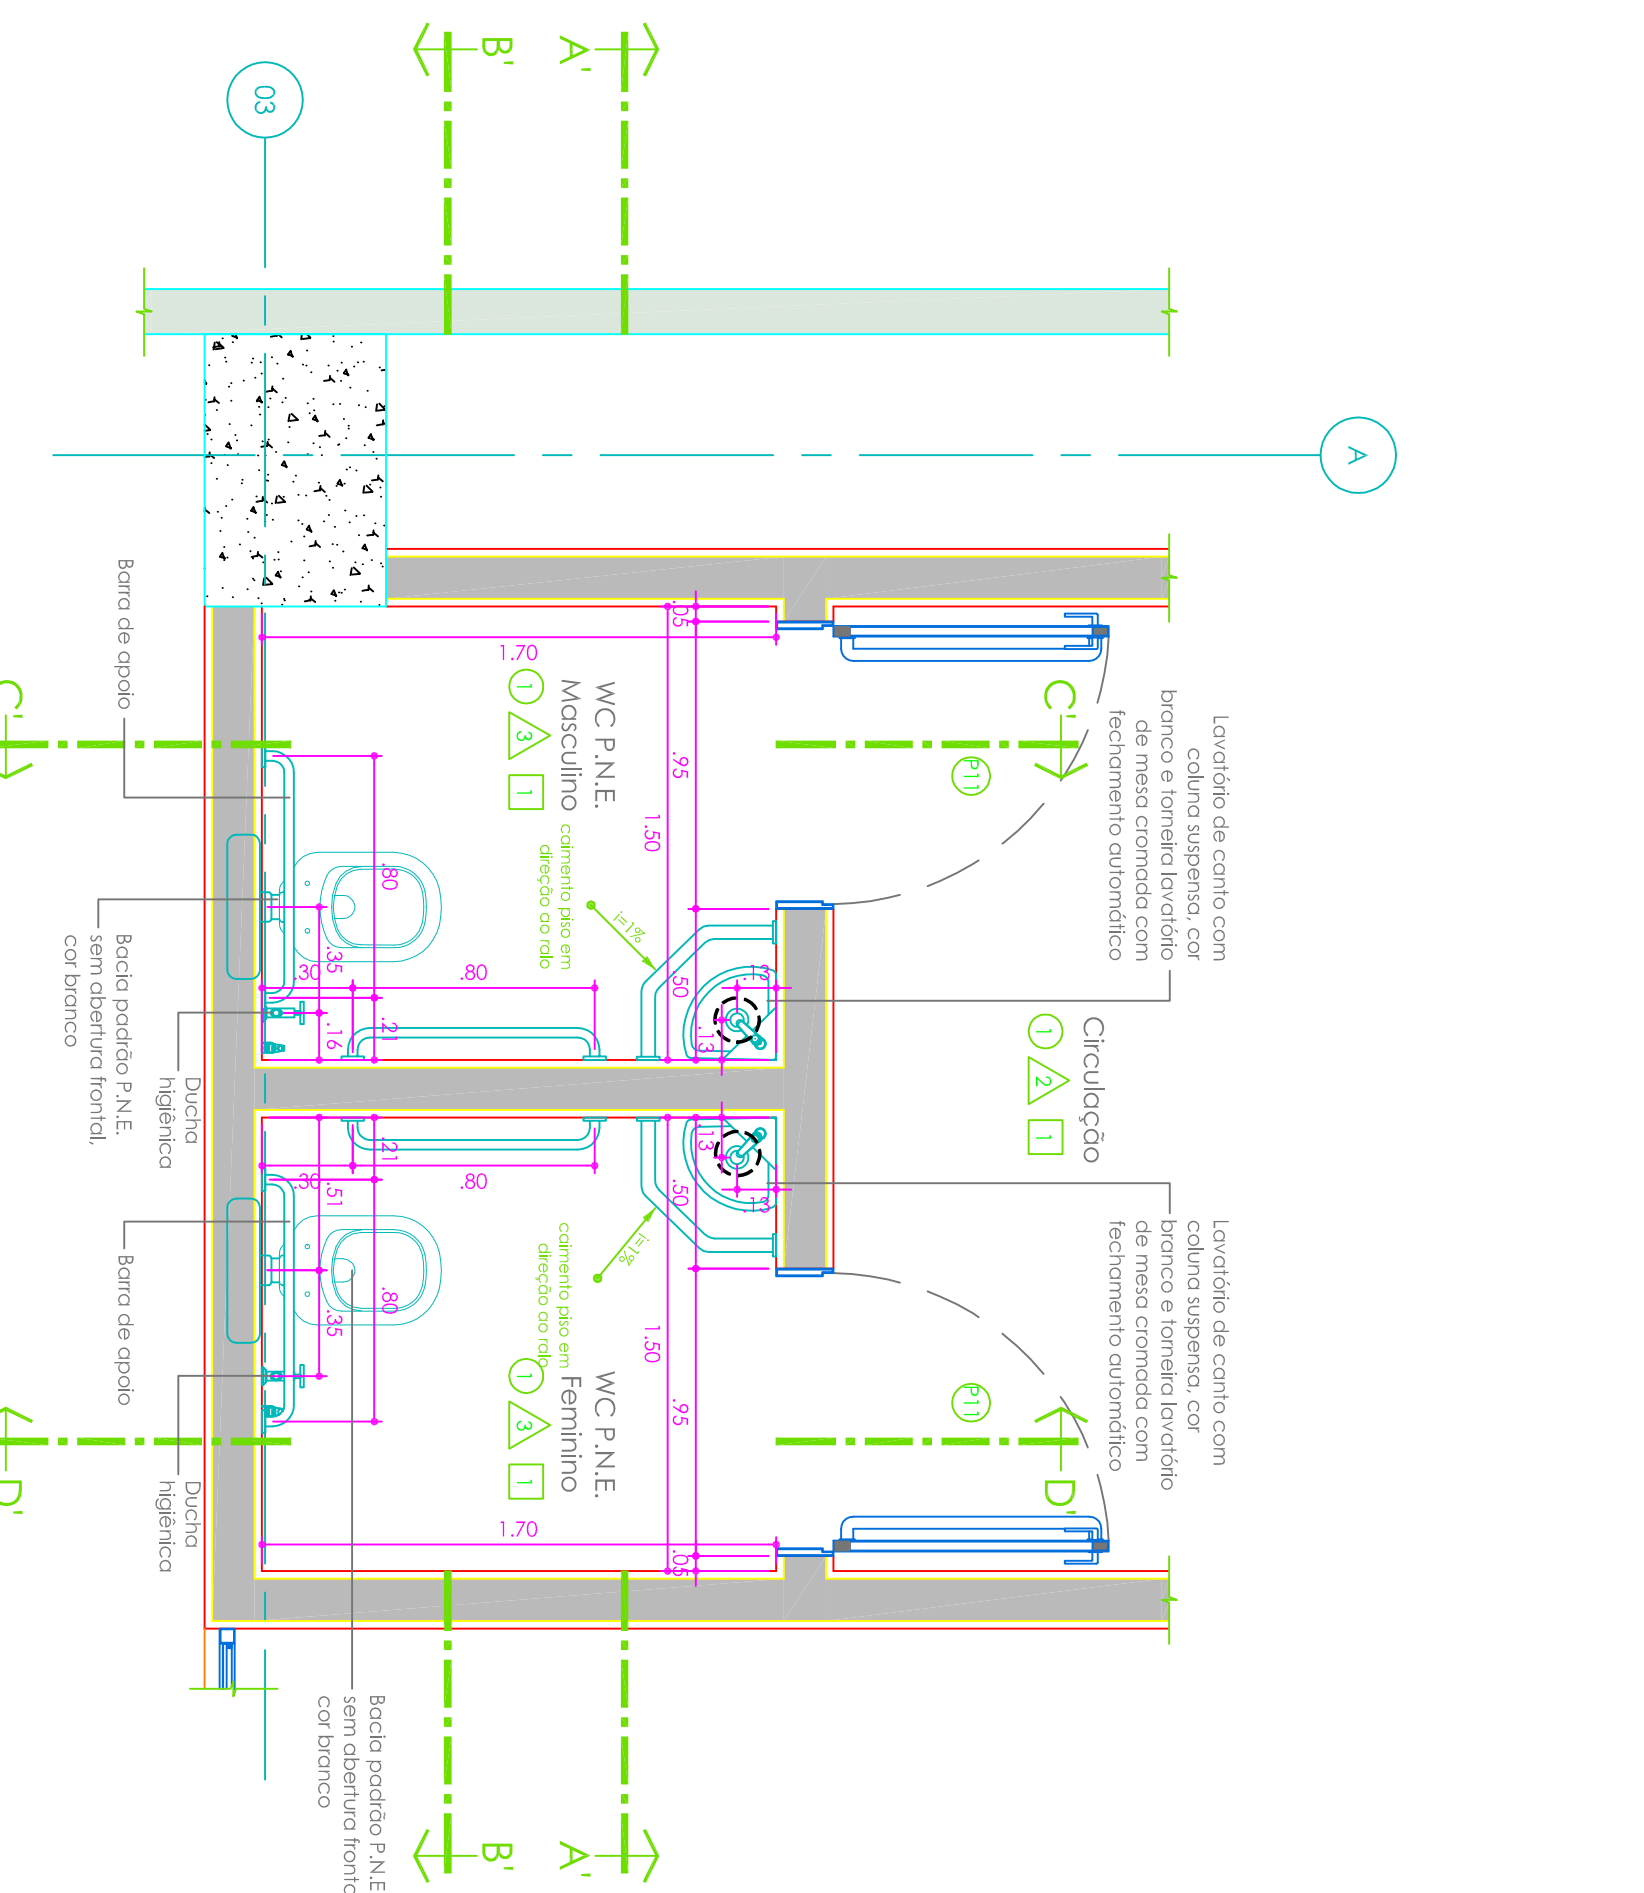 B'
A'
03
A
Barra de apoio
1.70
.05
.95
1.50
WC P.N.E.
Masculino
1
3
1
C'
C'
P11
Lavatório de canto com
coluna suspensa, cor
branco e torneira lavatório
de mesa cromada com
fechamento automático
caimento piso em
direção ao ralo
i=1%
.80
.35
.30
.80
.50
.13
.13
.21
.16
Bacia padrão P.N.E.
sem abertura frontal,
cor branco
Ducha
higiênica
Circulação
1
2
1
.21
.30
.51
.80
.50
.13
.13
.80
.35
Barra de apoio
Ducha
higiênica
caimento piso em
direção ao ralo
i=1%
1.50
.95
WC P.N.E.
Feminino
1
3
1
1.70
.05
Lavatório de canto com
coluna suspensa, cor
branco e torneira lavatório
de mesa cromada com
fechamento automático
P11
D'
D'
Bacia padrão P.N.E
sem abertura fronta
cor branco
B'
A'